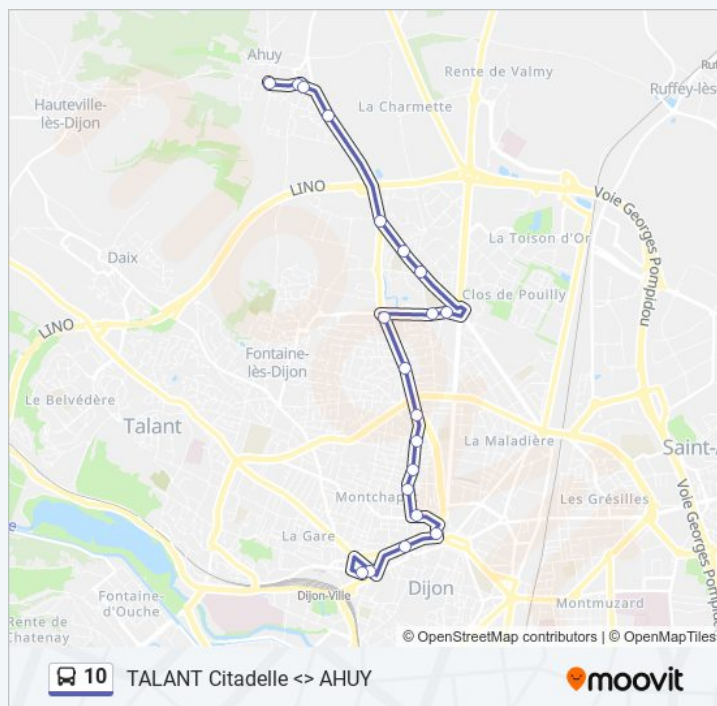 Ahuy
Rente de Valmy
Ruffey-lès-
La Charmette
Hauteville-
lès-Dijon
LINO
Voie Georges Pompidou
La Toison d'Or
Daix
Clos de Pouilly
LINO
Fontaine-
lès-Dijon
Le Belvédère
Talant
La Maladière
Saint-A
Montchap
Les Grésilles
Voie Georges Pompidou
La Gare
Dijon-Ville
Dijon
Fontaine-
d'Ouche
Montmuzard
Rente de
Chatenay
© OpenStreetMap contributors | © OpenMapTiles
10 TALANT Citadelle <> AHUY
moovit